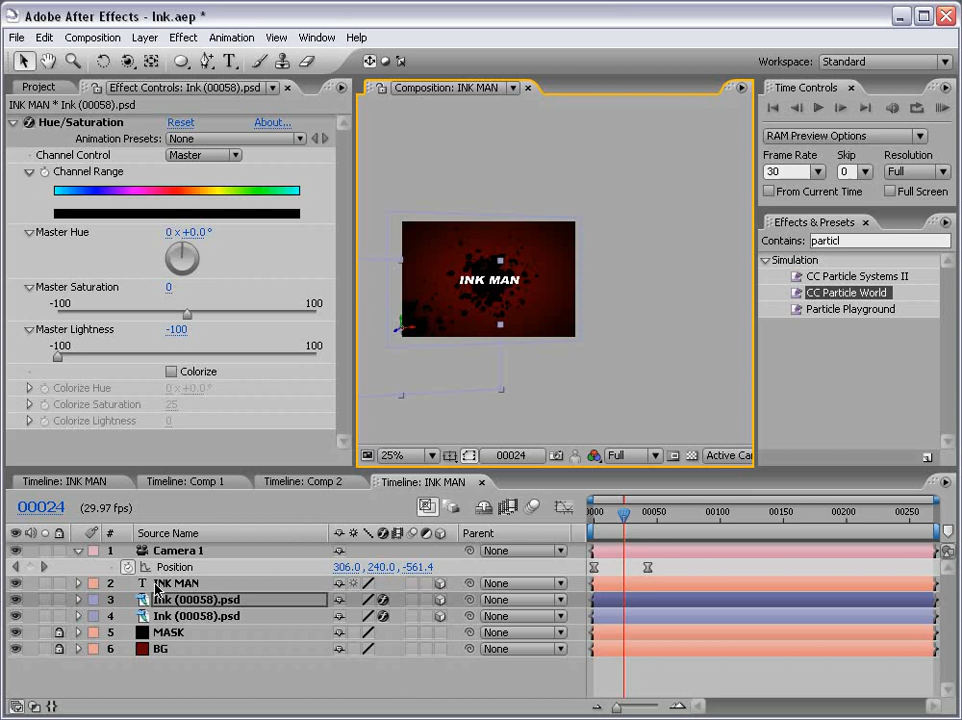 Adobe After Effects - Ink.aep *
File Edit Composition Layer Effect Animation View Window Help
Workspace: Standard
Project Effect Controls: Ink (00058).psd
INK MAN * Ink (00058).psd
Hue/Saturation Reset About...
Animation Presets: None
Channel Control Master
Channel Range
Master Hue 0 x +0.0°
Master Saturation 0
-100 100
Master Lightness -100
-100 100
Colorize
Colorize Hue 0 x +0.0°
Colorize Saturation 25
Colorize Lightness 0
Composition: INK MAN
INK MAN
25% 00024 Full Active Ca
Time Controls
RAM Preview Options
Frame Rate Skip Resolution
30 0 Full
From Current Time Full Screen
Effects & Presets
Contains: particl
Simulation
CC Particle Systems II
CC Particle World
Particle Playground
Timeline: INK MAN Timeline: Comp 1 Timeline: Comp 2 Timeline: INK MAN
00024 (29.97 fps)
0000 00050 00100 00150 00200 00250
# Source Name Parent
1 Camera 1 None
Position 306.0, 240.0, -561.4
2 T INK MAN None
3 Ink (00058).psd None
4 Ink (00058).psd None
5 MASK None
6 BG None